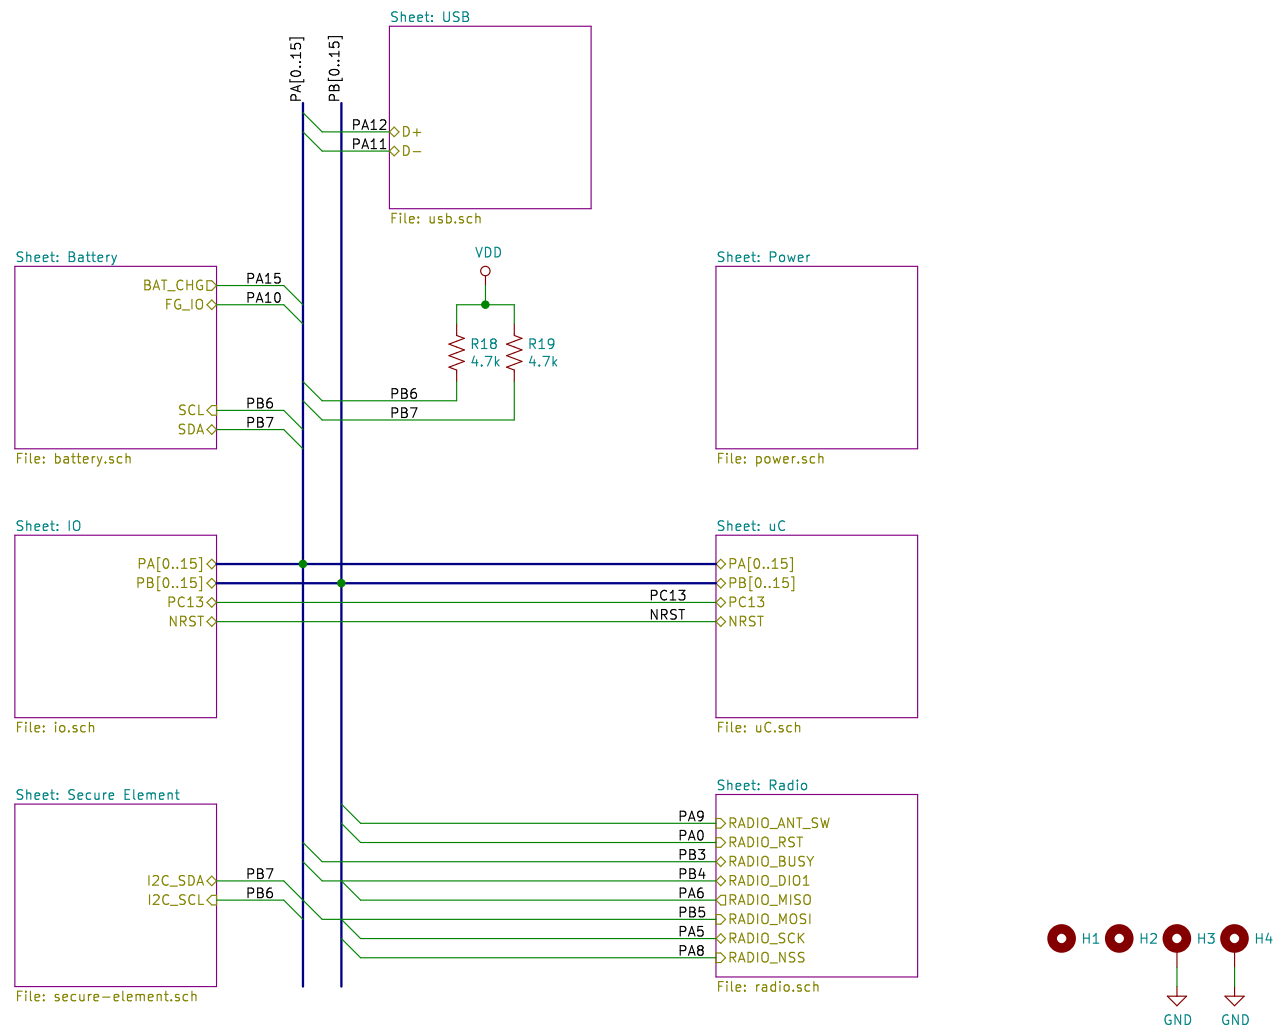 Sheet: USB
PA[0..15]
PB[0..15]
PA12
D+
PA11
D-
File: usb.sch
Sheet: Battery
BAT_CHG
PA15
FG_IO
PA10
SCL
PB6
SDA
PB7
File: battery.sch
VDD
R18
4.7k
R19
4.7k
PB6
PB7
Sheet: Power
File: power.sch
Sheet: IO
PA[0..15]
PB[0..15]
PC13
NRST
File: io.sch
Sheet: uC
PA[0..15]
PB[0..15]
PC13
PC13
NRST
NRST
File: uC.sch
Sheet: Secure Element
I2C_SDA
PB7
I2C_SCL
PB6
File: secure-element.sch
Sheet: Radio
PA9
RADIO_ANT_SW
PA0
RADIO_RST
PB3
RADIO_BUSY
PB4
RADIO_DIO1
PA6
RADIO_MISO
PB5
RADIO_MOSI
PA5
RADIO_SCK
PA8
RADIO_NSS
File: radio.sch
H1
H2
H3
H4
GND
GND